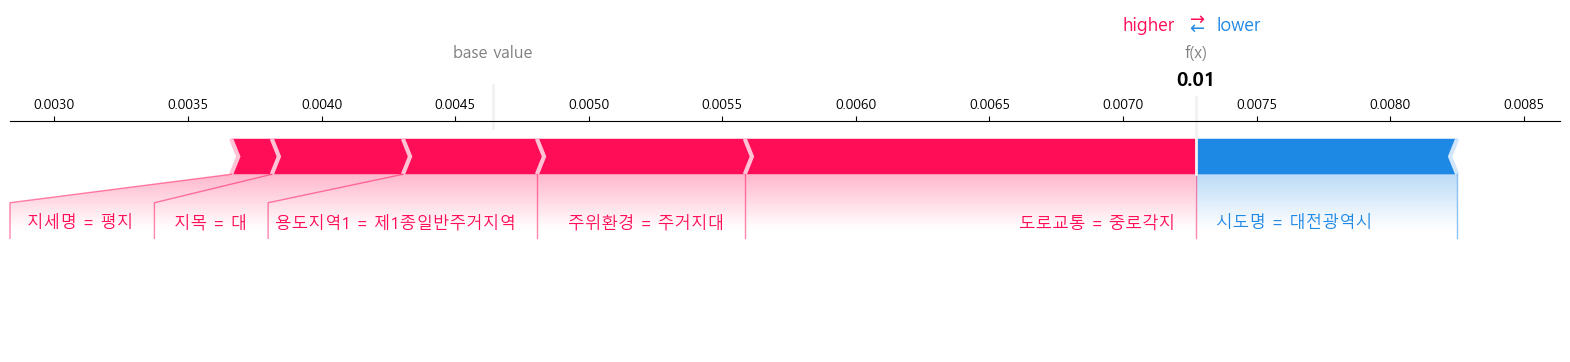 higher ⇄ lower
base value
f(x)
0.01
0.0030 0.0035 0.0040 0.0045 0.0050 0.0055 0.0060 0.0065 0.0070 0.0075 0.0080 0.0085
지세명 = 평지 지목 = 대 용도지역1 = 제1종일반주거지역 주위환경 = 주거지대 도로교통 = 중로각지 시도명 = 대전광역시